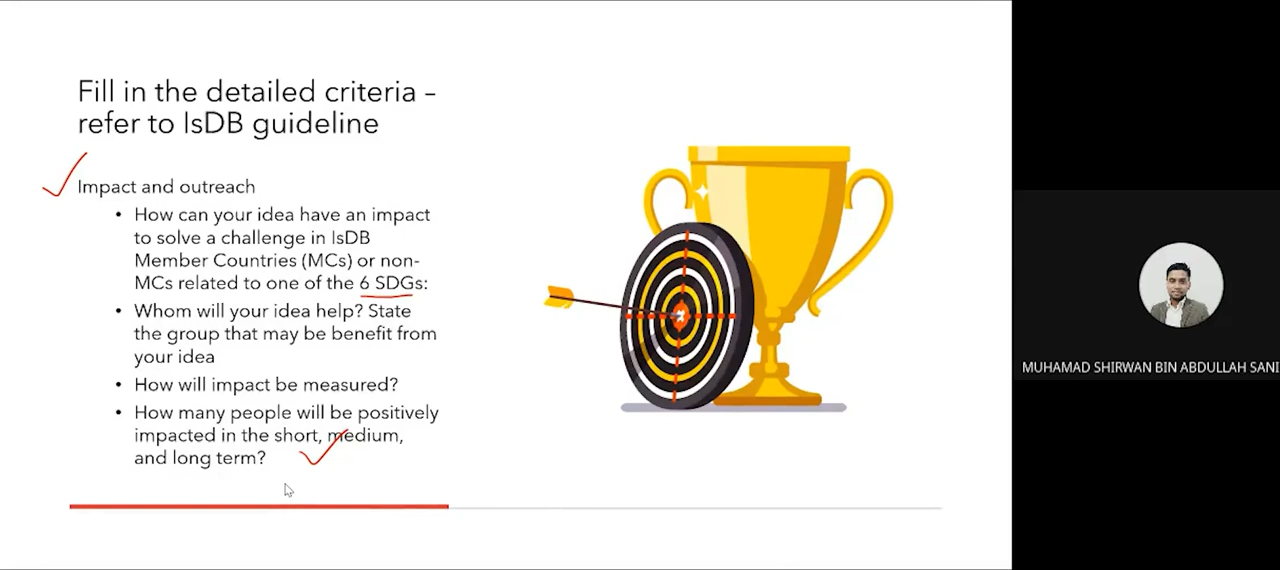 Fill in the detailed criteria –
refer to IsDB guideline
Impact and outreach
• How can your idea have an impact
to solve a challenge in IsDB
Member Countries (MCs) or non-
MCs related to one of the 6 SDGs:
• Whom will your idea help? State
the group that may be benefit from
your idea
• How will impact be measured?
• How many people will be positively
impacted in the short, medium,
and long term?
MUHAMAD SHIRWAN BIN ABDULLAH SANI